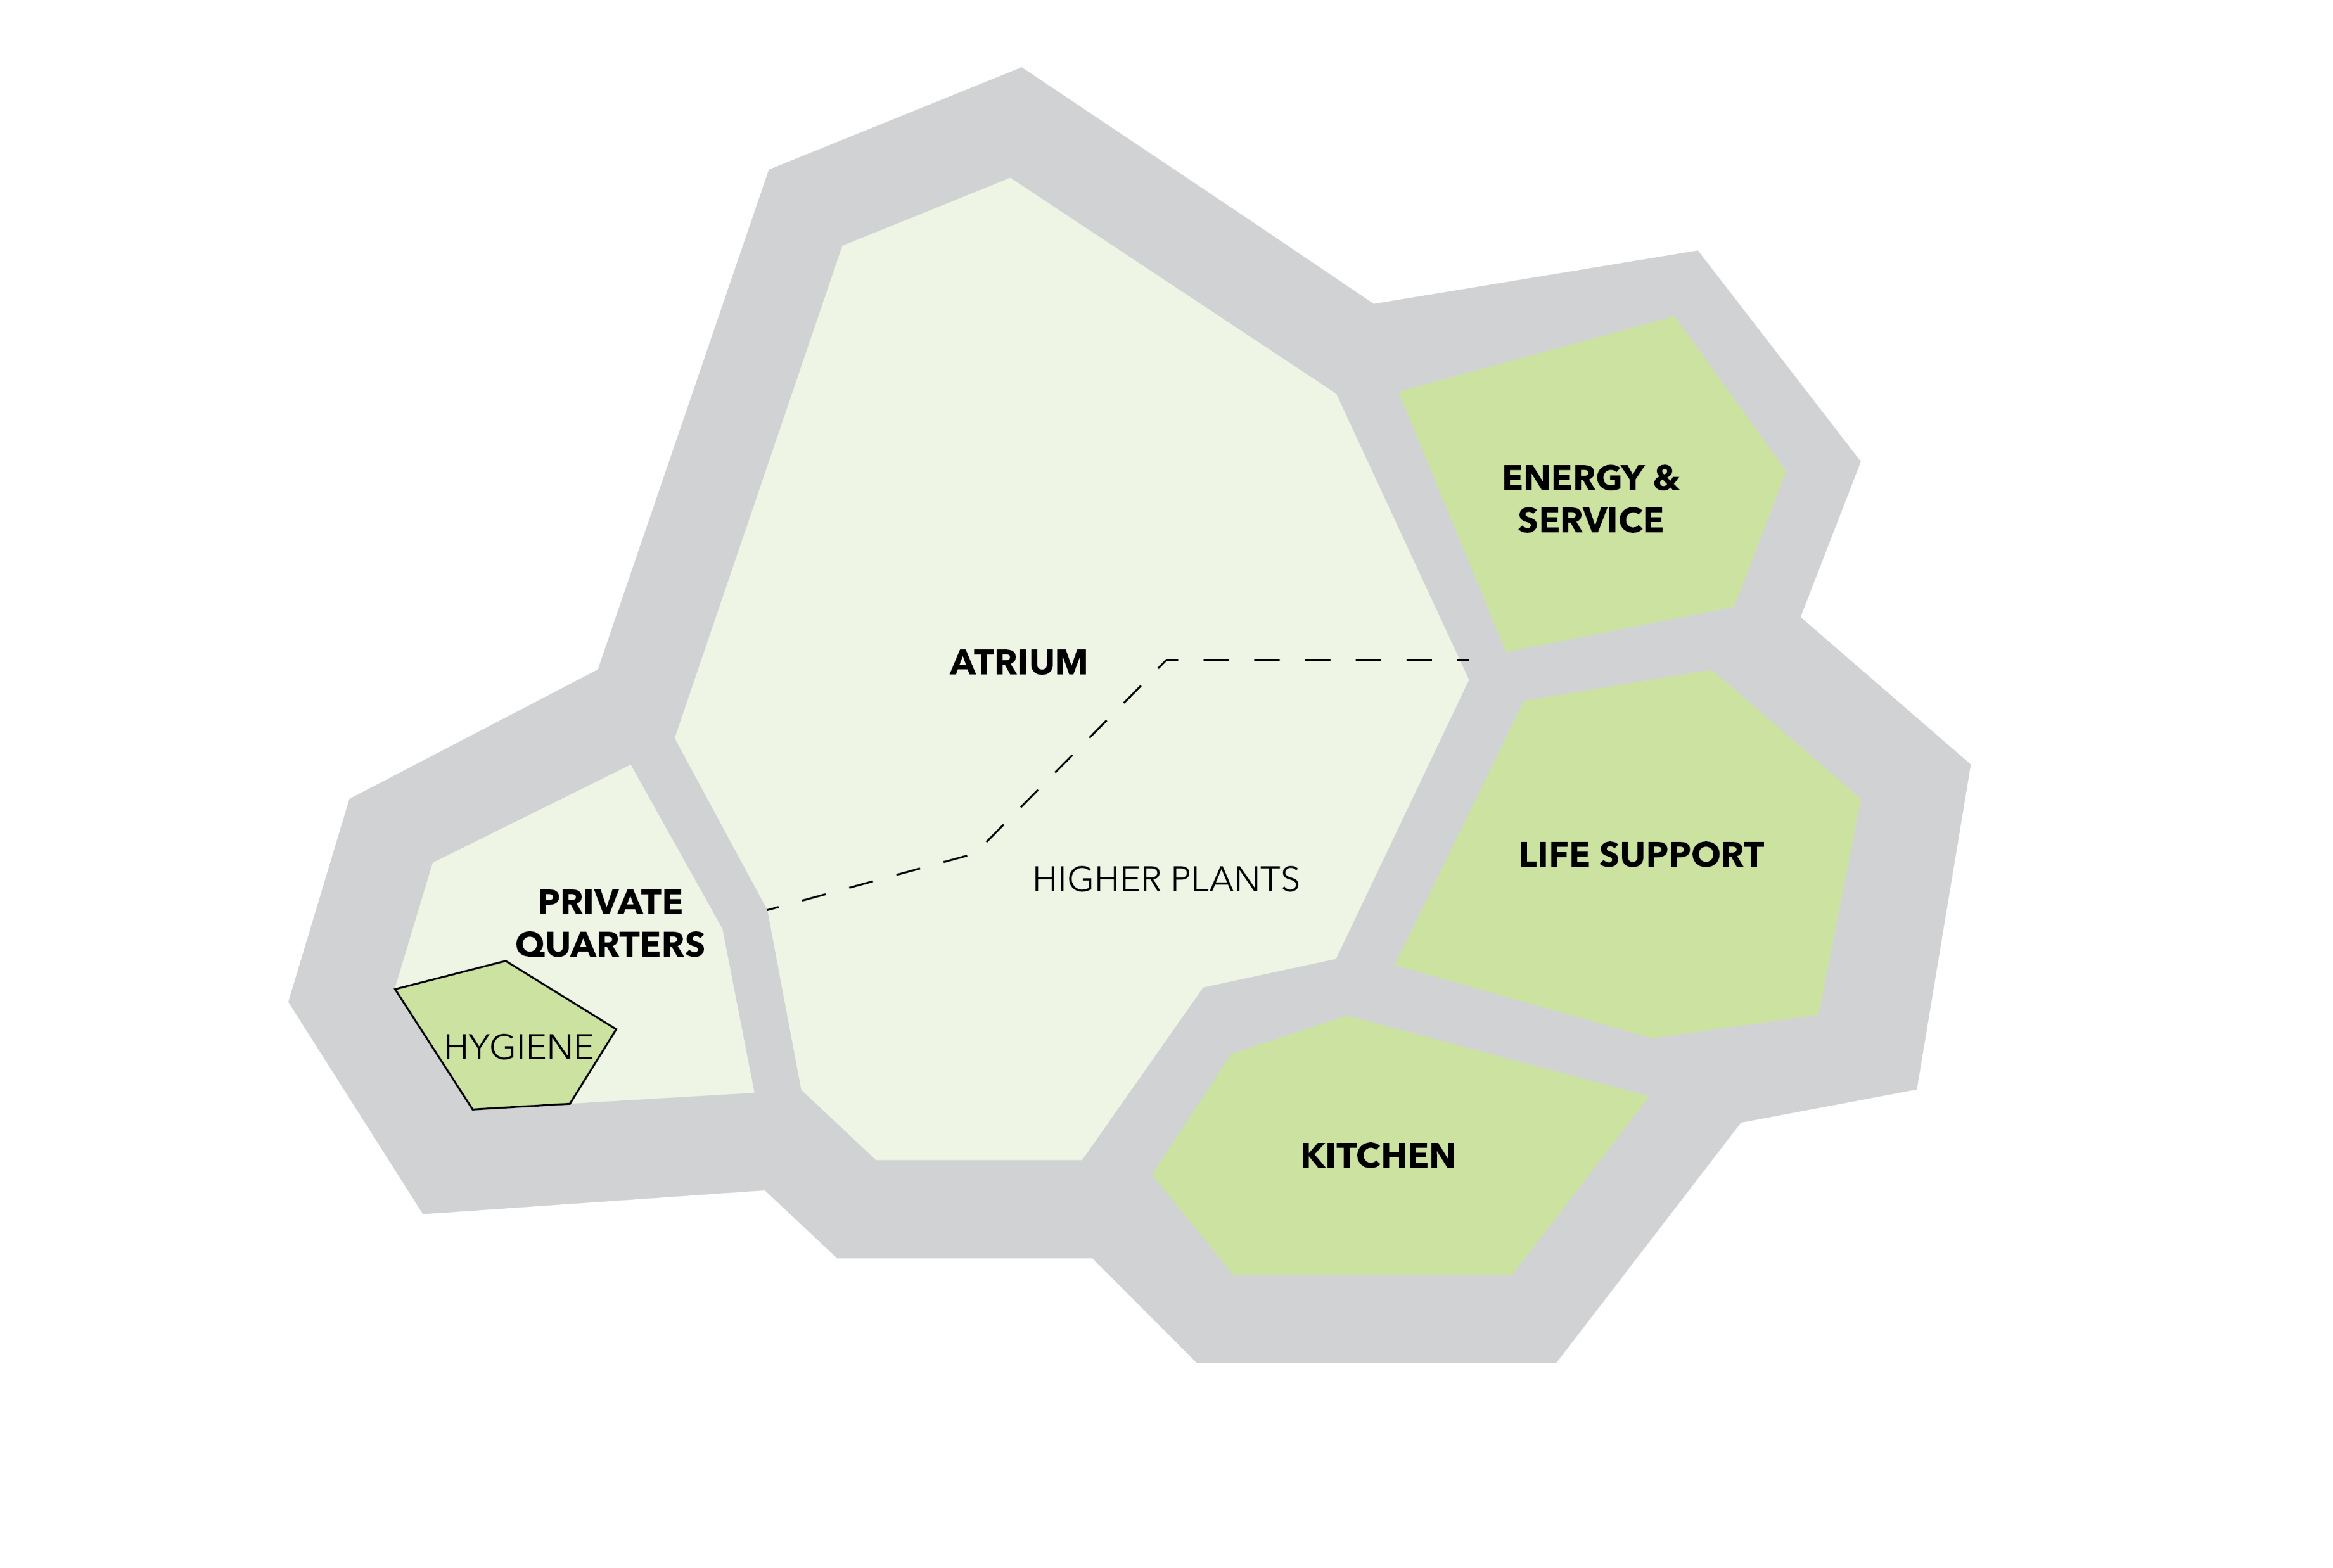 ENERGY &
SERVICE
ATRIUM
LIFE SUPPORT
HIGHER PLANTS
PRIVATE
QUARTERS
HYGIENE
KITCHEN